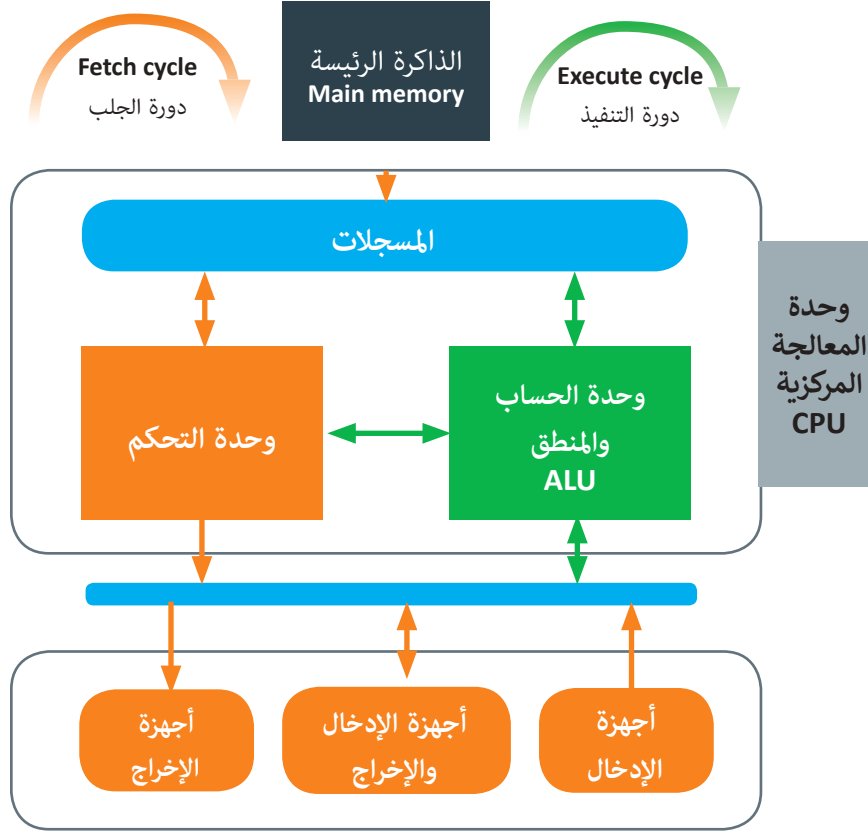 Fetch cycle
دورة الجلب
الذاكرة الرئيسة
Main memory
Execute cycle
دورة التنفيذ
المسجلات
وحدة
المعالجة
المركزية
CPU
وحدة الحساب
والمنطق
ALU
وحدة التحكم
أجهزة
الإدخال
أجهزة الإدخال
والإخراج
أجهزة
الإخراج